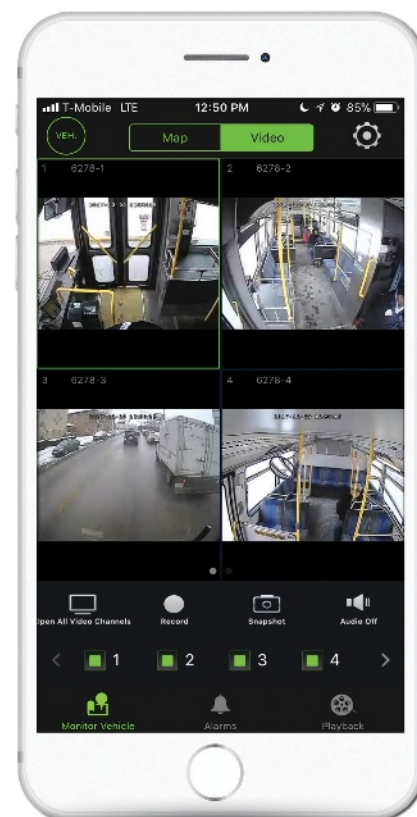 T-Mobile LTE 12:50 PM 85%
VEH. Map Video
1 6278-1 2 6278-2
3 6278-3 4 6278-4
Open All Video Channels Record Snapshot Audio Off
1 2 3 4
Monitor Vehicle Alarms Playback